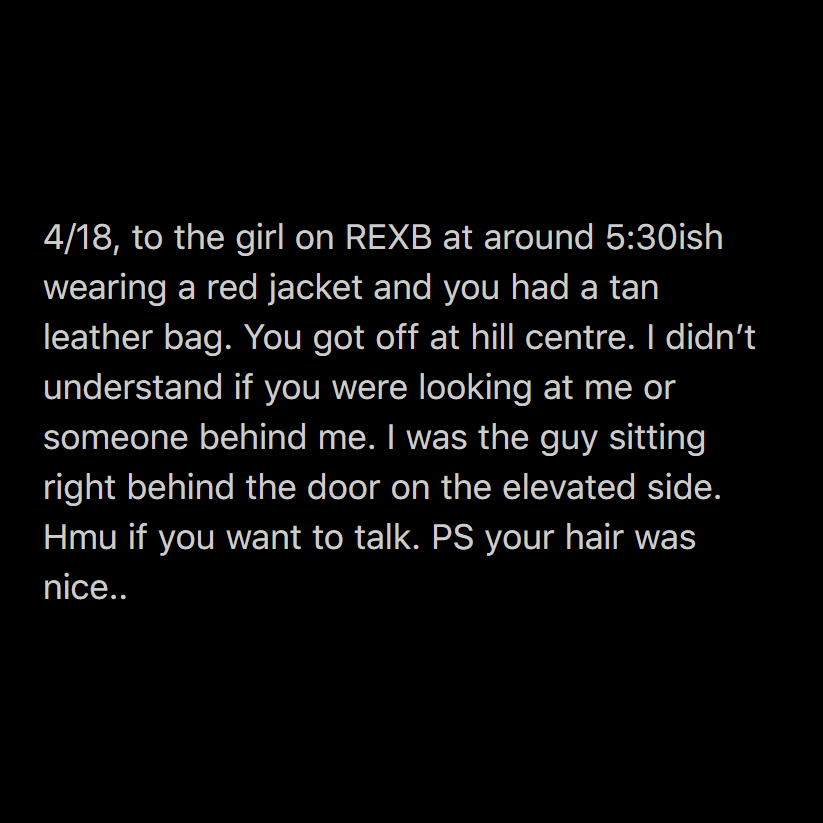 4/18, to the girl on REXB at around 5:30ish
wearing a red jacket and you had a tan
leather bag. You got off at hill centre. I didn’t
understand if you were looking at me or
someone behind me. I was the guy sitting
right behind the door on the elevated side.
Hmu if you want to talk. PS your hair was
nice..